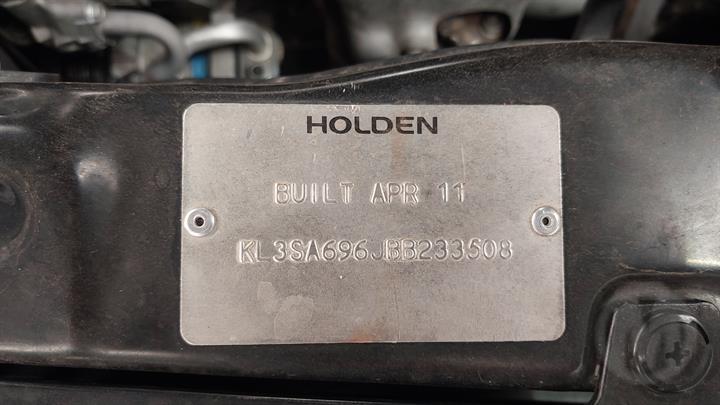 HOLDEN
BUILT APR 11
KL3SA696JBB233508